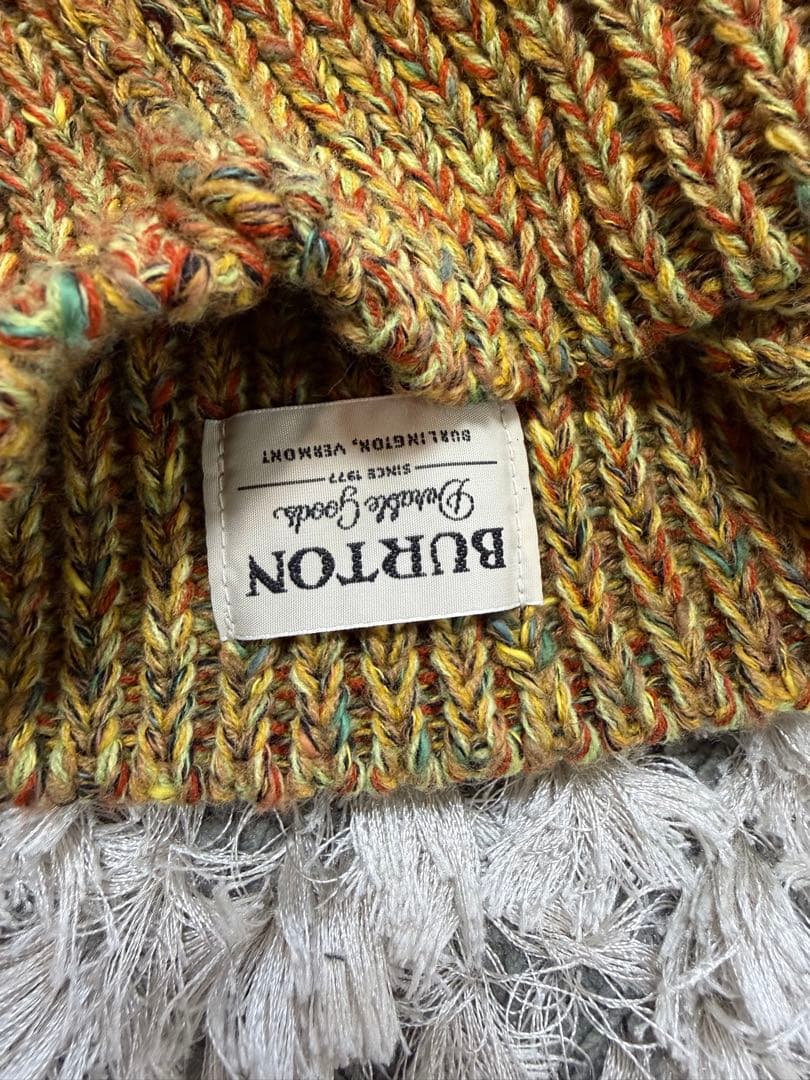 BURTON
Durable Goods
SINCE 1977
BURLINGTON, VERMONT